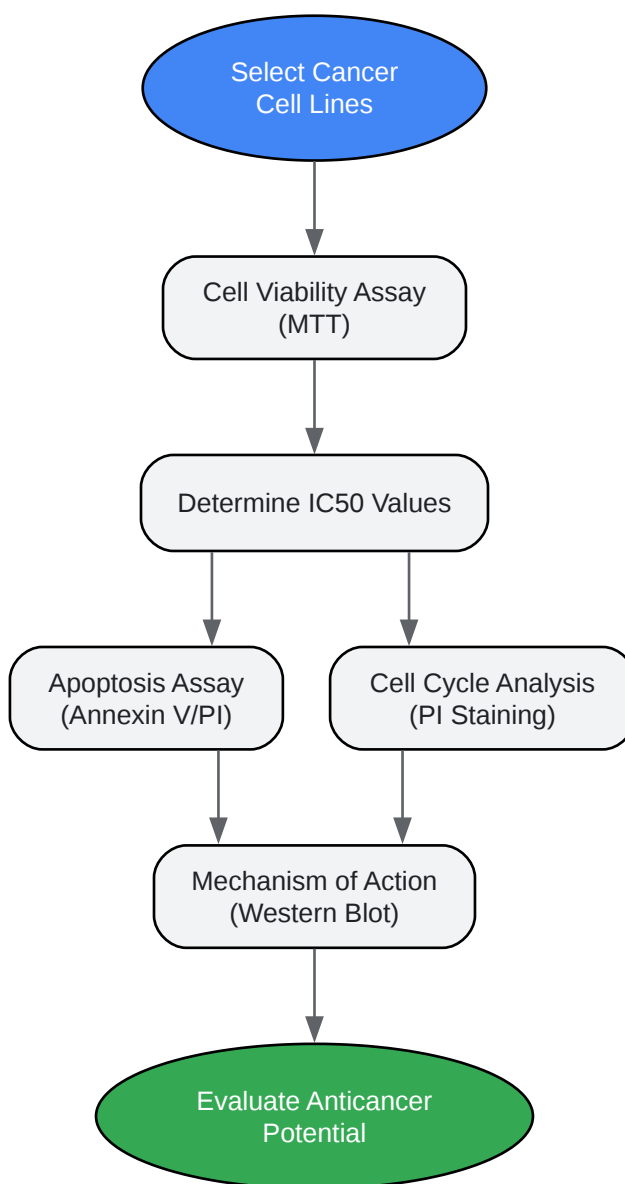 Select Cancer
Cell Lines
Cell Viability Assay
(MTT)
Determine IC50 Values
Apoptosis Assay
(Annexin V/PI)
Cell Cycle Analysis
(PI Staining)
Mechanism of Action
(Western Blot)
Evaluate Anticancer
Potential